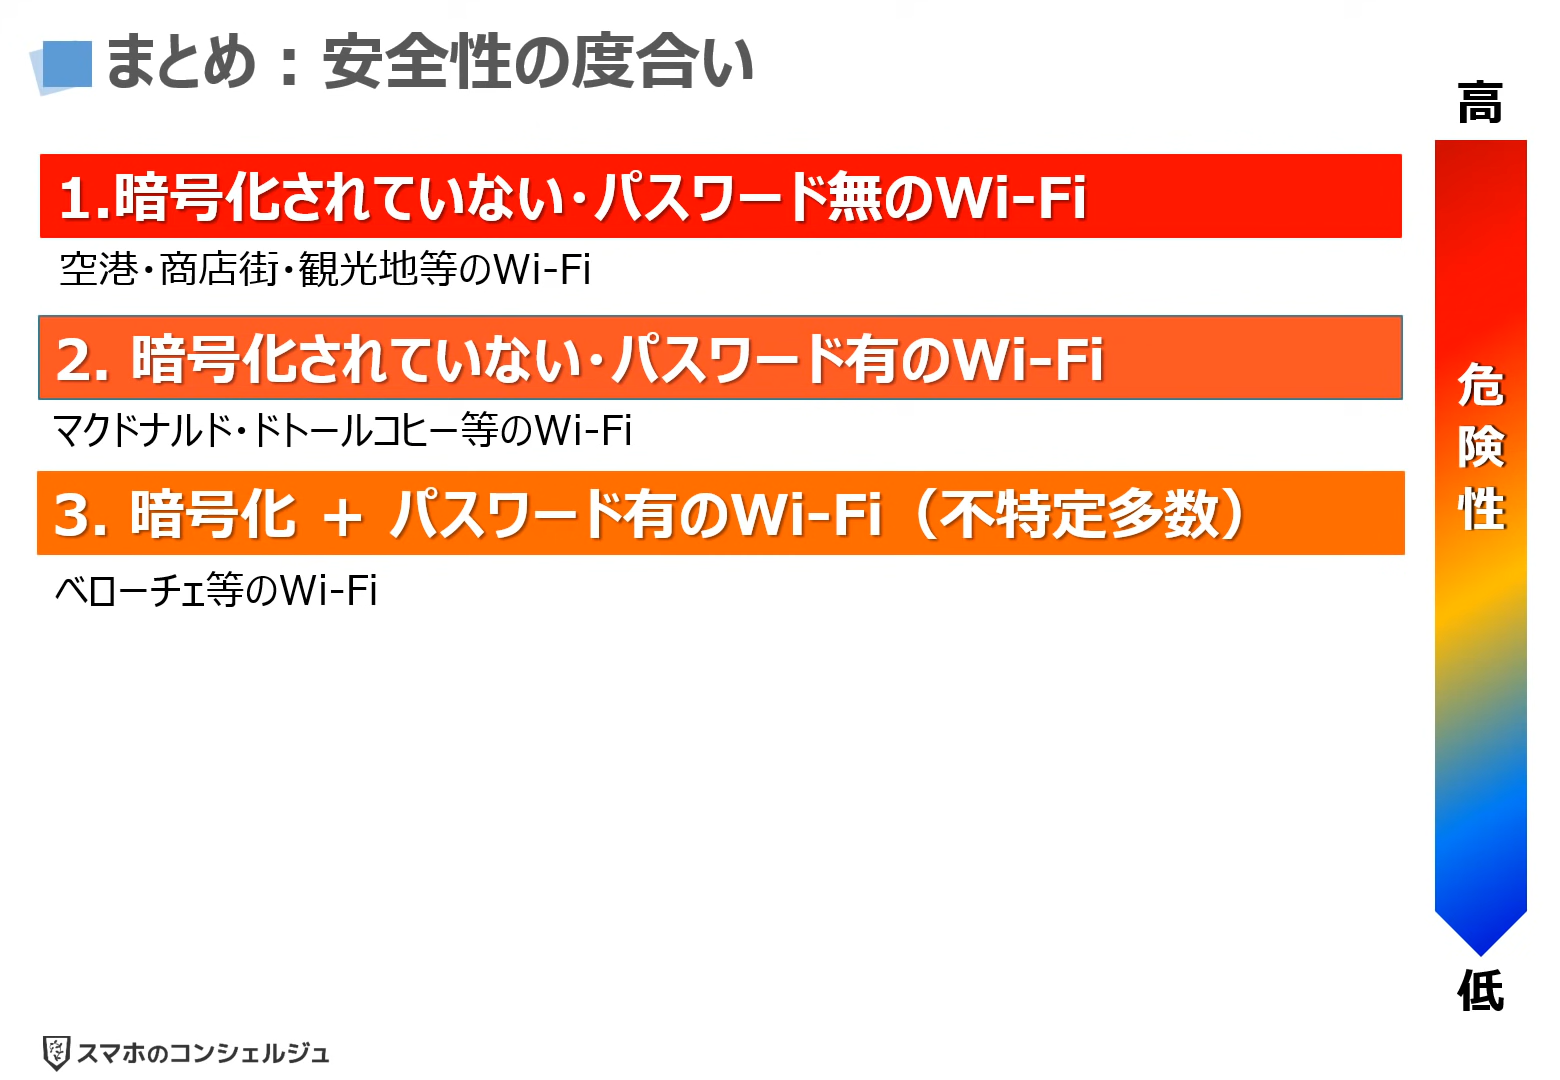 まとめ：安全性の度合い
高
1.暗号化されていない・パスワード無のWi-Fi
空港・商店街・観光地等のWi-Fi
2. 暗号化されていない・パスワード有のWi-Fi
マクドナルド・ドトールコヒー等のWi-Fi
3. 暗号化 ＋ パスワード有のWi-Fi（不特定多数）
ベローチェ等のWi-Fi
危険性
低
スマホのコンシェルジュ